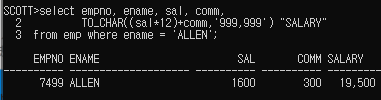 SCOTT>select empno, ename, sal, comm,
  2         TO_CHAR((sal*12)+comm,'999,999') "SALARY"
  3  from emp where ename = 'ALLEN';
     EMPNO ENAME                       SAL       COMM SALARY
---------- -------------------- ---------- ---------- ----------------
      7499 ALLEN                      1600        300   19,500